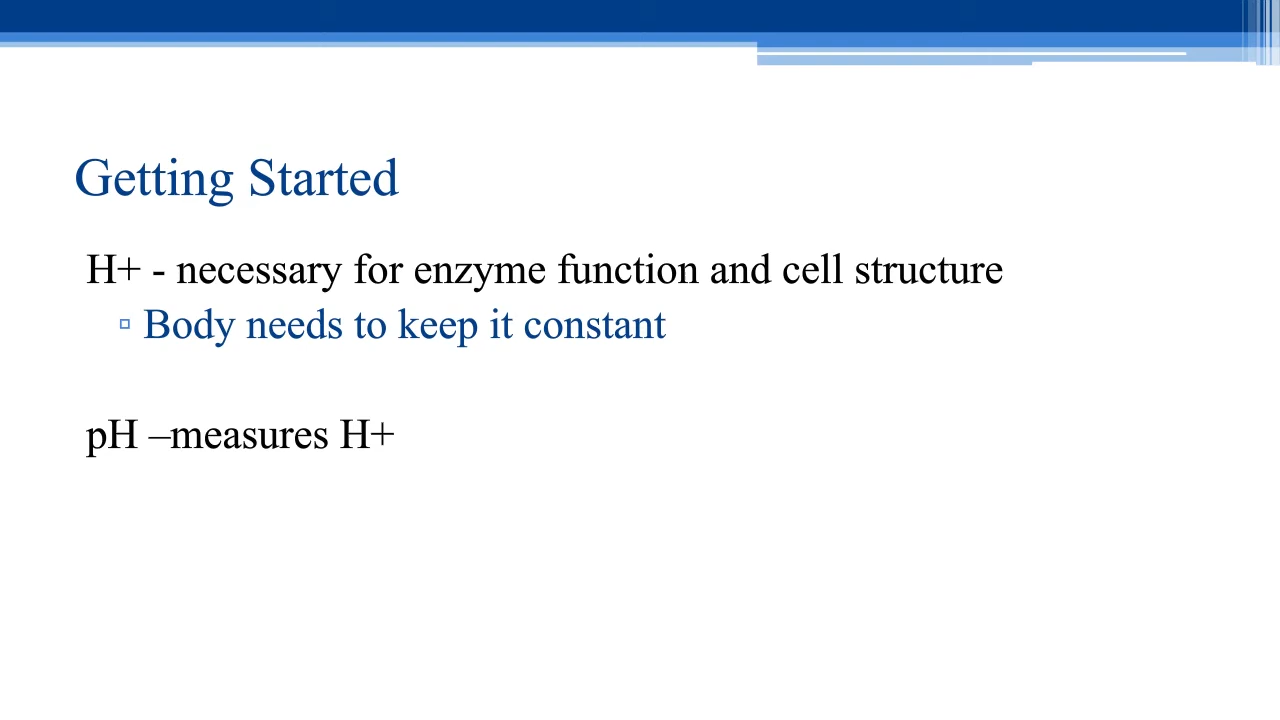 Getting Started
H+ - necessary for enzyme function and cell structure
▫ Body needs to keep it constant
pH –measures H+